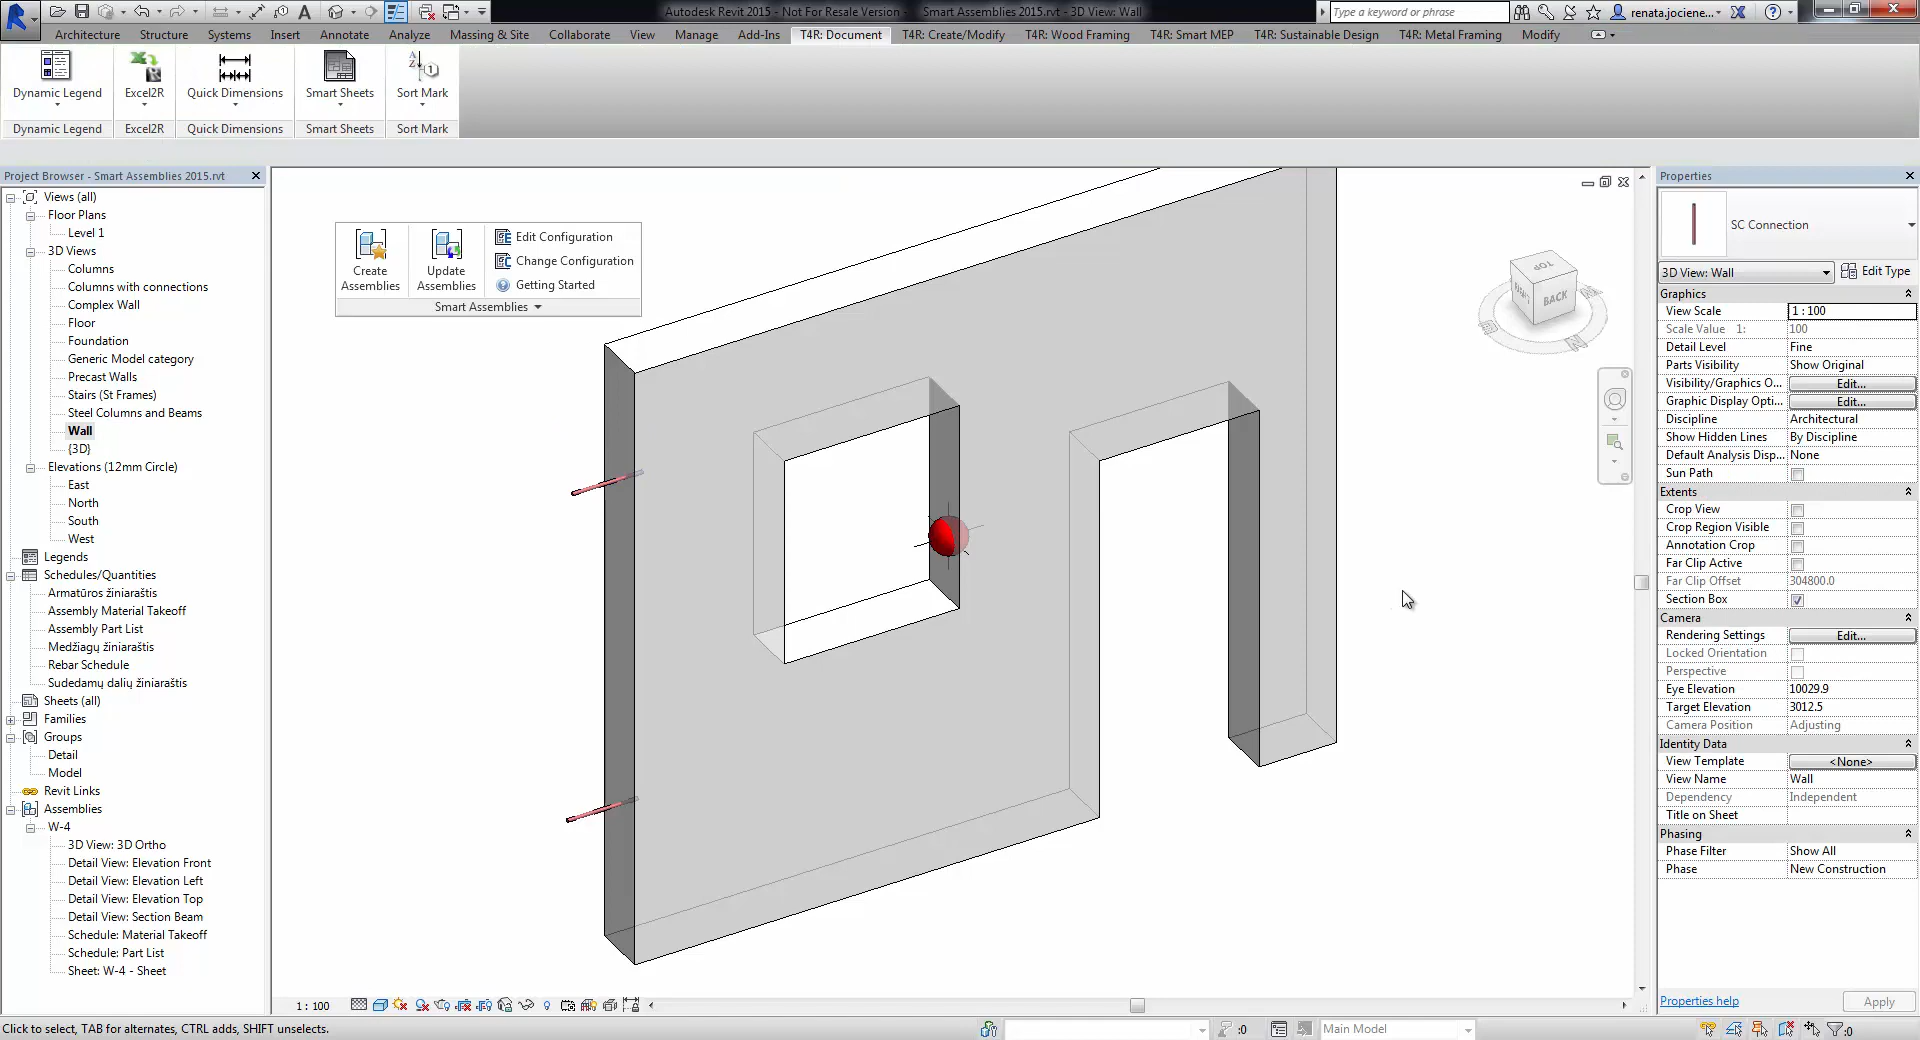 Autodesk Revit 2015 - Not For Resale Version - Smart Assemblies 2015.rvt - 3D View: Wall
Type a keyword or phrase
renata.jociene...
Architecture Structure Systems Insert Annotate Analyze Massing & Site Collaborate View Manage Add-Ins T4R: Document T4R: Create/Modify T4R: Wood Framing T4R: Smart MEP T4R: Sustainable Design T4R: Metal Framing Modify
Dynamic Legend Excel2R Quick Dimensions Smart Sheets Sort Mark
Dynamic Legend Excel2R Quick Dimensions Smart Sheets Sort Mark
Project Browser - Smart Assemblies 2015.rvt
Views (all)
Floor Plans
Level 1
3D Views
Columns
Columns with connections
Complex Wall
Floor
Foundation
Generic Model category
Precast Walls
Stairs (St Frames)
Steel Columns and Beams
Wall
{3D}
Elevations (12mm Circle)
East
North
South
West
Legends
Schedules/Quantities
Armatūros žiniaraštis
Assembly Material Takeoff
Assembly Part List
Medžiagų žiniaraštis
Rebar Schedule
Sudedamų dalių žiniaraštis
Sheets (all)
Families
Groups
Detail
Model
Revit Links
Assemblies
W-4
3D View: 3D Ortho
Detail View: Elevation Front
Detail View: Elevation Left
Detail View: Elevation Top
Detail View: Section Beam
Schedule: Material Takeoff
Schedule: Part List
Sheet: W-4 - Sheet
Create Assemblies
Update Assemblies
Edit Configuration
Change Configuration
Getting Started
Smart Assemblies
TOP
BACK
Properties
SC Connection
3D View: Wall Edit Type
Graphics
View Scale 1 : 100
Scale Value 1: 100
Detail Level Fine
Parts Visibility Show Original
Visibility/Graphics O... Edit...
Graphic Display Opti... Edit...
Discipline Architectural
Show Hidden Lines By Discipline
Default Analysis Disp... None
Sun Path
Extents
Crop View
Crop Region Visible
Annotation Crop
Far Clip Active
Far Clip Offset 304800.0
Section Box
Camera
Rendering Settings Edit...
Locked Orientation
Perspective
Eye Elevation 10029.9
Target Elevation 3012.5
Camera Position Adjusting
Identity Data
View Template <None>
View Name Wall
Dependency Independent
Title on Sheet
Phasing
Phase Filter Show All
Phase New Construction
Properties help Apply
1 : 100
Click to select, TAB for alternates, CTRL adds, SHIFT unselects.
:0
Main Model
:0